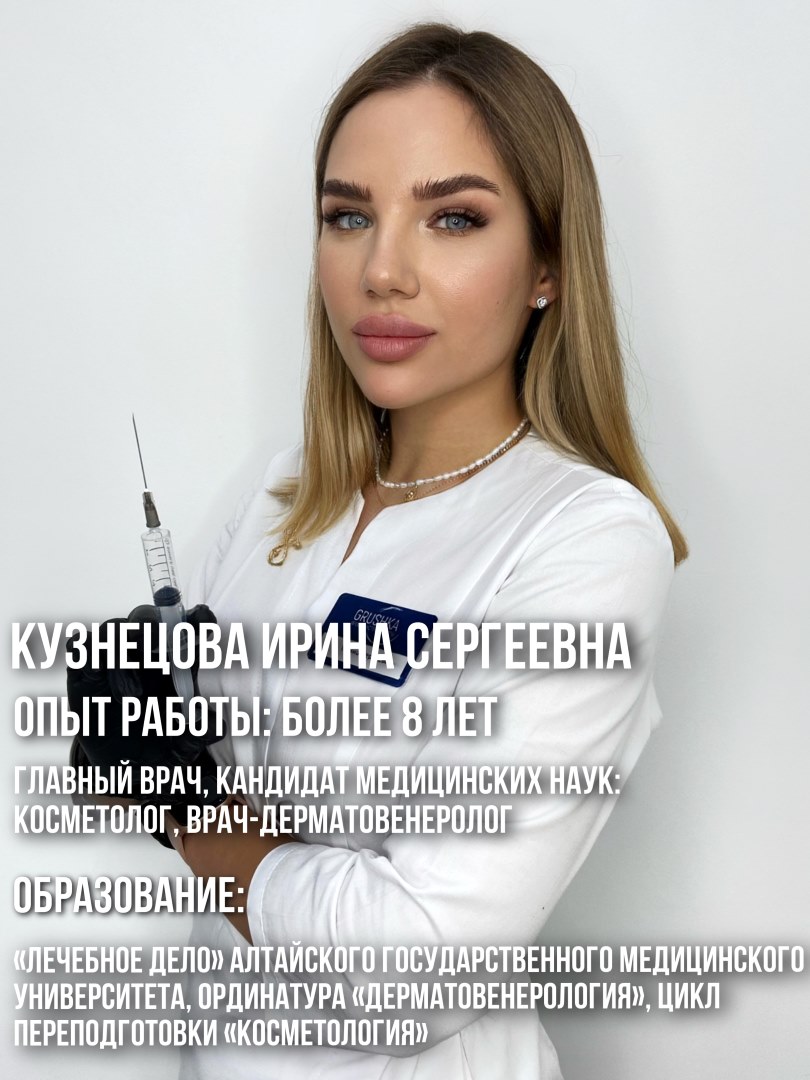 GRUSHKA
КУЗНЕЦОВА ИРИНА СЕРГЕЕВНА
ОПЫТ РАБОТЫ: БОЛЕЕ 8 ЛЕТ
ГЛАВНЫЙ ВРАЧ, КАНДИДАТ МЕДИЦИНСКИХ НАУК:
КОСМЕТОЛОГ, ВРАЧ-ДЕРМАТОВЕНЕРОЛОГ
ОБРАЗОВАНИЕ:
«ЛЕЧЕБНОЕ ДЕЛО» АЛТАЙСКОГО ГОСУДАРСТВЕННОГО МЕДИЦИНСКОГО
УНИВЕРСИТЕТА, ОРДИНАТУРА «ДЕРМАТОВЕНЕРОЛОГИЯ», ЦИКЛ
ПЕРЕПОДГОТОВКИ «КОСМЕТОЛОГИЯ»